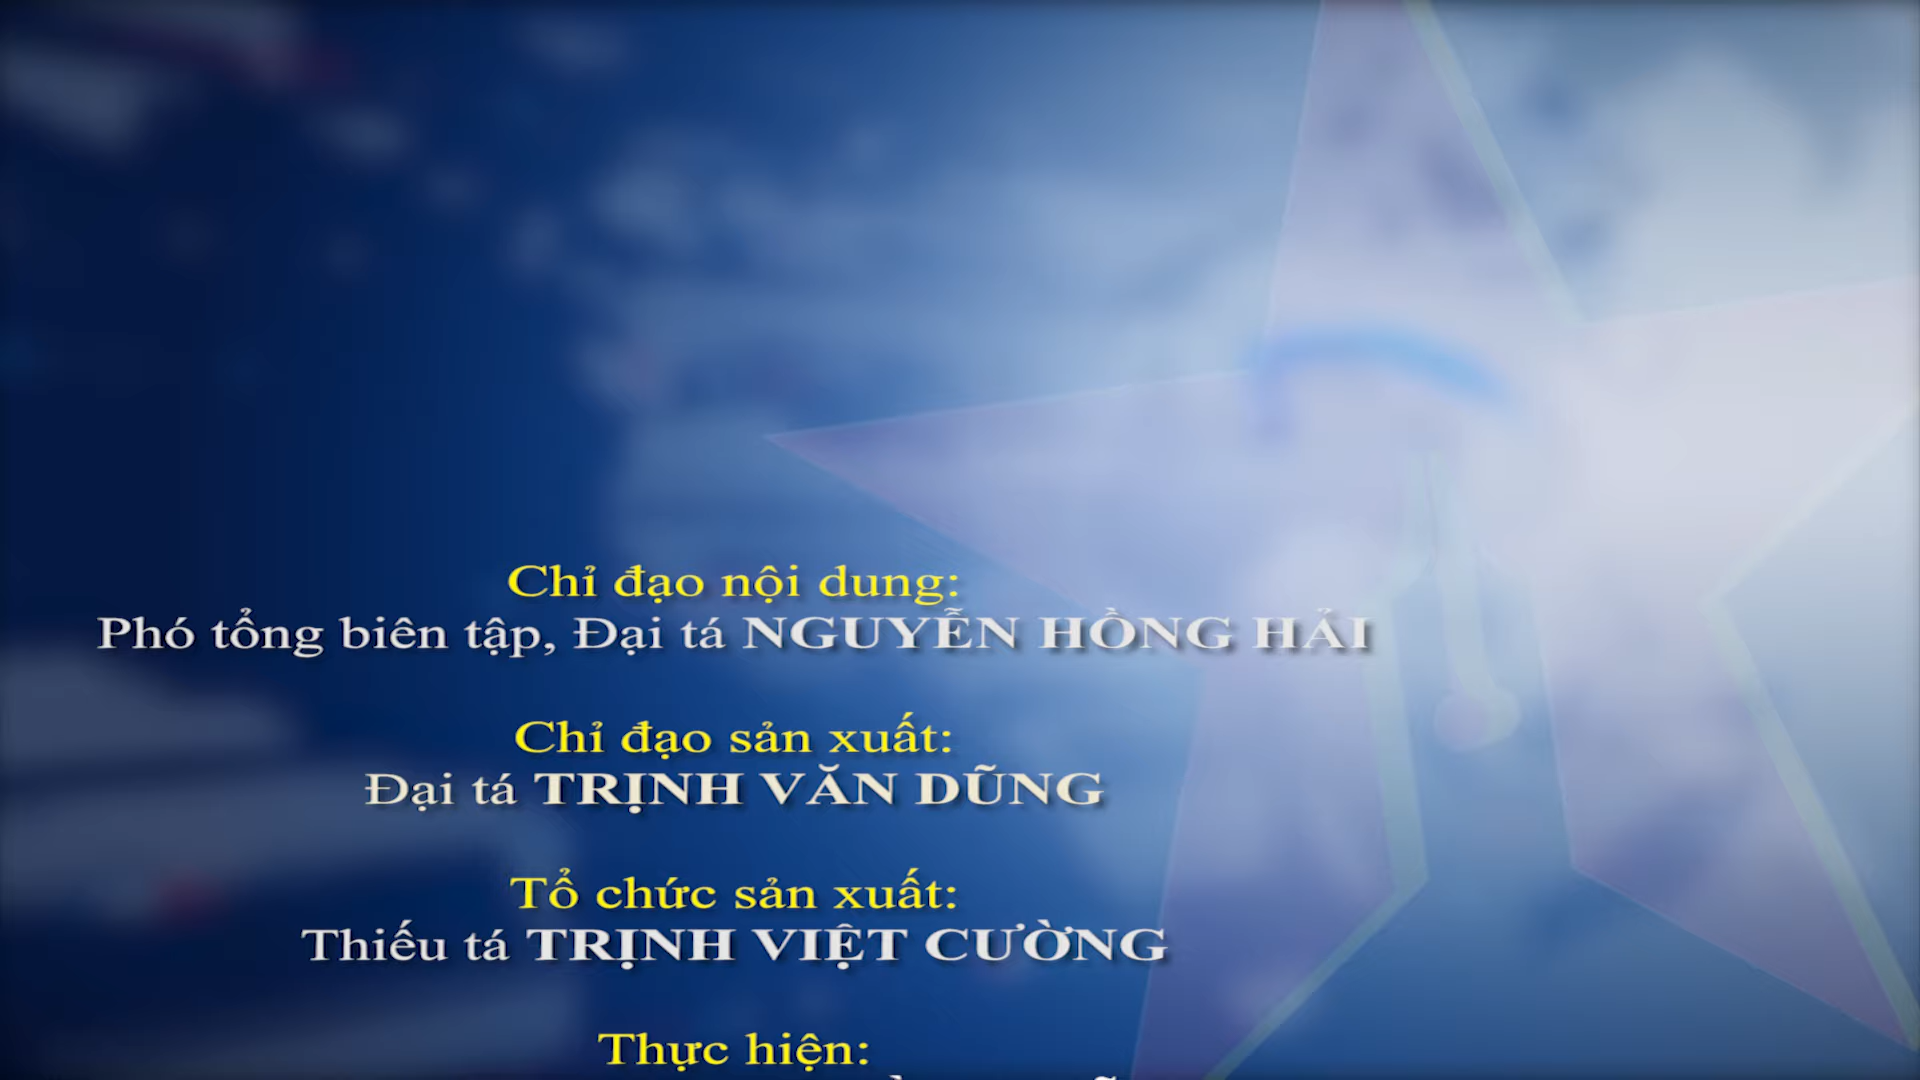 Chỉ đạo nội dung:
Phó tổng biên tập, Đại tá NGUYỄN HỒNG HẢI
Chỉ đạo sản xuất:
Đại tá TRỊNH VĂN DŨNG
Tổ chức sản xuất:
Thiếu tá TRỊNH VIỆT CƯỜNG
Thực hiện: